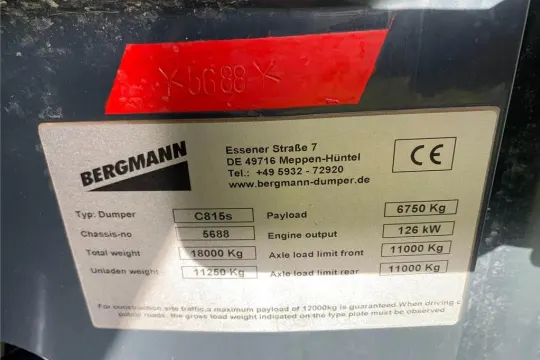 *5688*
BERGMANN
Essener Straße 7
DE 49716 Meppen-Hüntel
Tel.: +49 5932 - 72920
www.bergmann-dumper.de
CE
Typ: Dumper C815s Payload 6750 Kg
Chassis-no 5688 Engine output 126 kW
Total weight 18000 Kg Axle load limit front 11000 Kg
Unladen weight 11250 Kg Axle load limit rear 11000 Kg
For construction site traffic, a maximum payload of 12000kg is guaranteed. When driving
roads, the gross load weight indicated on the type plate must be observed